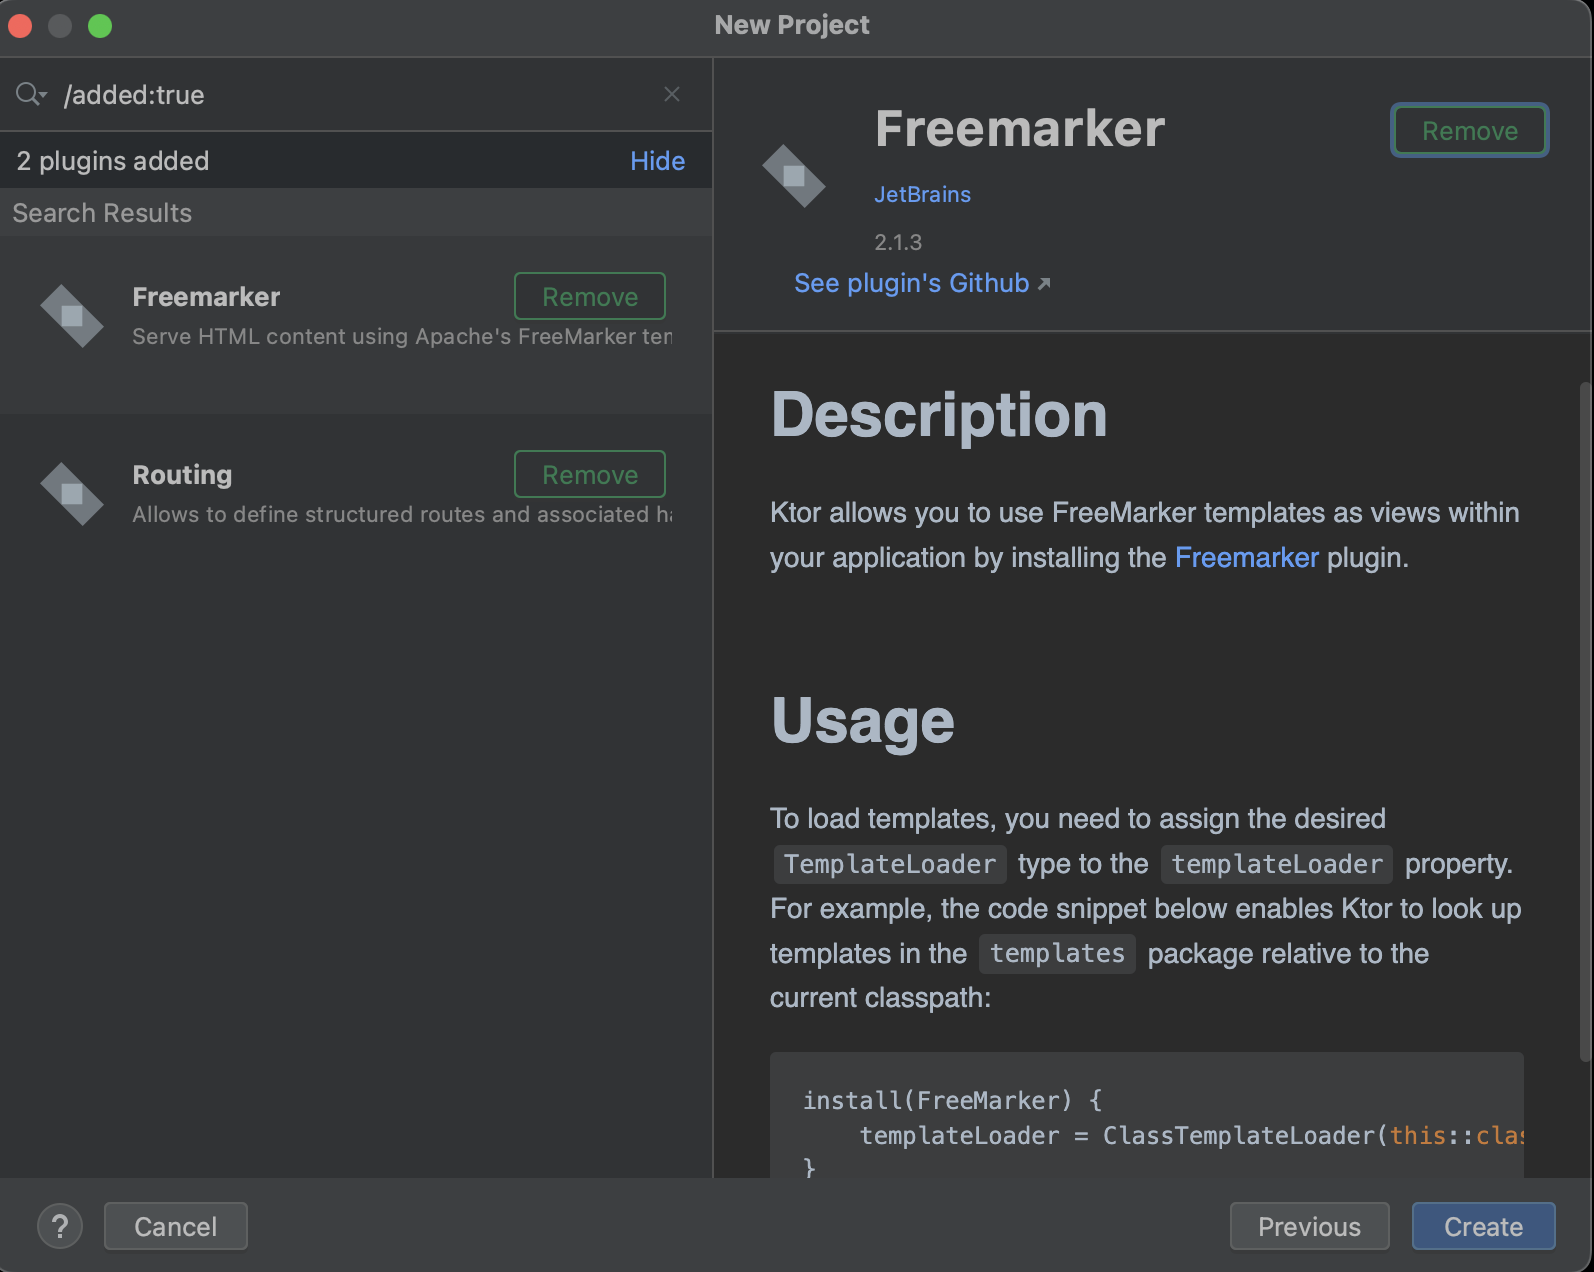 New Project
/added:true
2 plugins added
Hide
Search Results
Freemarker
Remove
Serve HTML content using Apache's FreeMarker
Routing
Remove
Allows to define structured routes and associated
Freemarker
Remove
JetBrains
2.1.3
See plugin's Github
Description
Ktor allows you to use FreeMarker templates as views within
your application by installing the Freemarker plugin.
Usage
To load templates, you need to assign the desired
TemplateLoader type to the templateLoader property.
For example, the code snippet below enables Ktor to look up
templates in the templates package relative to the
current classpath:
install(FreeMarker) {
templateLoader = ClassTemplateLoader(this::clas
}
?
Cancel
Previous
Create